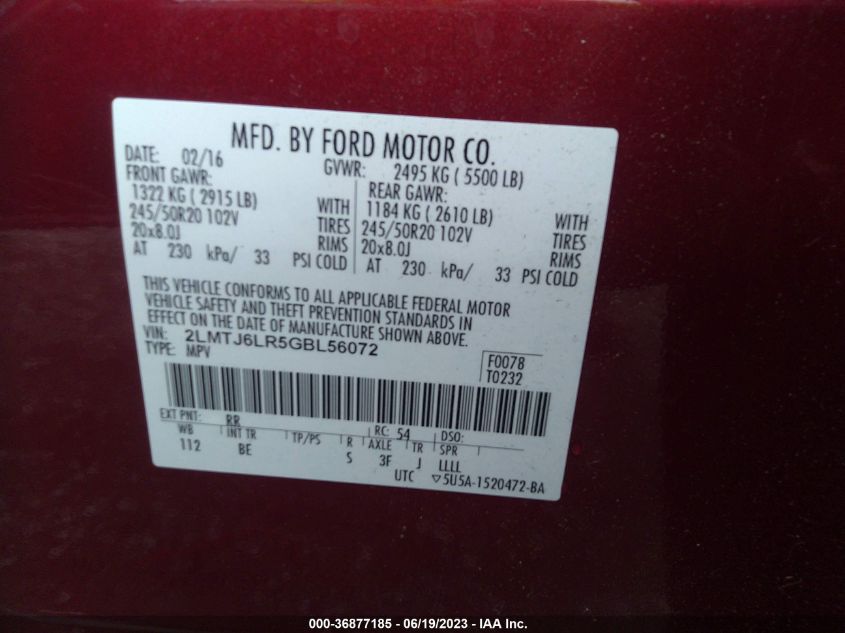 MFD. BY FORD MOTOR CO.
DATE: 02/16 GVWR: 2495 KG ( 5500 LB)
FRONT GAWR: REAR GAWR:
1322 KG ( 2915 LB) WITH 1184 KG ( 2610 LB) WITH
245/50R20 102V TIRES 245/50R20 102V TIRES
20x8.0J RIMS 20x8.0J RIMS
AT 230 kPa/ 33 PSI COLD AT 230 kPa/ 33 PSI COLD
THIS VEHICLE CONFORMS TO ALL APPLICABLE FEDERAL MOTOR
VEHICLE SAFETY AND THEFT PREVENTION STANDARDS IN
EFFECT ON THE DATE OF MANUFACTURE SHOWN ABOVE.
VIN: 2LMTJ6LR5GBL56072
TYPE: MPV
F0078
T0232
EXT PNT: RR RC: 54 DSO:
WB INT TR TP/PS R AXLE TR SPR
112 BE S 3F J LLLL
UTC ▽5U5A-1520472-BA
000-36877185 - 06/19/2023 - IAA Inc.